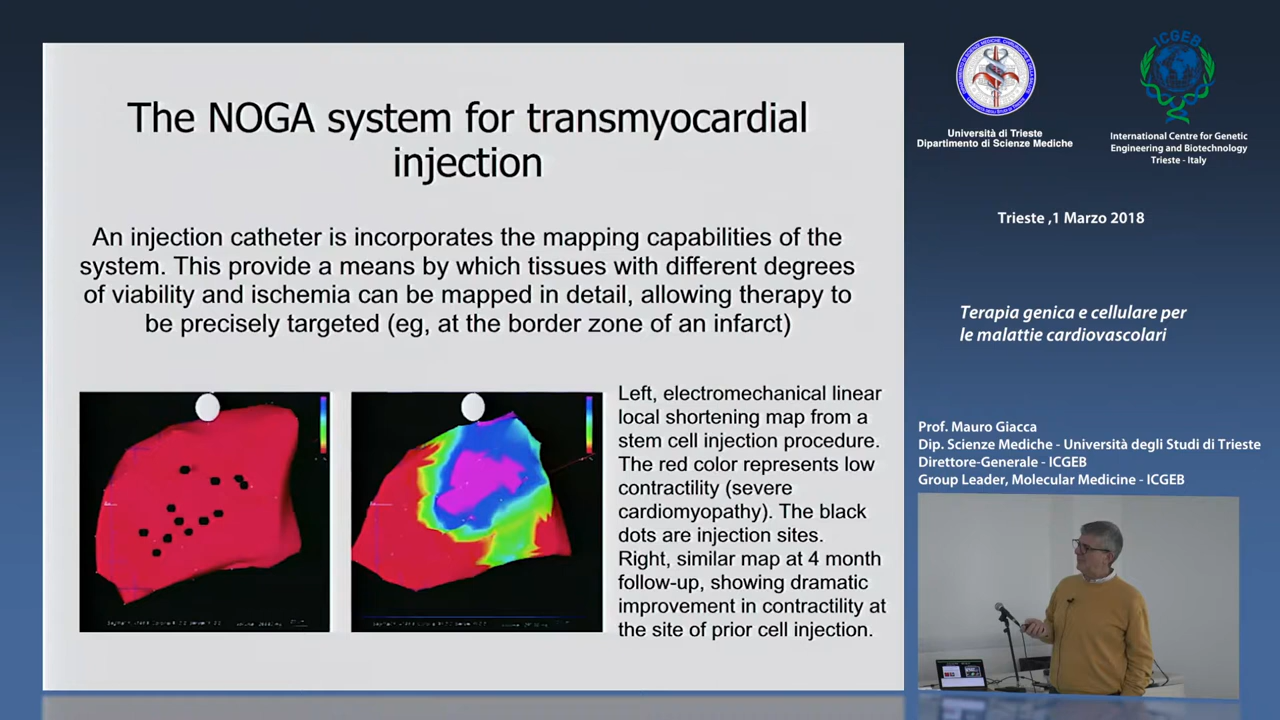 The NOGA system for transmyocardial
injection
An injection catheter is incorporates the mapping capabilities of the
system. This provide a means by which tissues with different degrees
of viability and ischemia can be mapped in detail, allowing therapy to
be precisely targeted (eg, at the border zone of an infarct)
Left, electromechanical linear
local shortening map from a
stem cell injection procedure.
The red color represents low
contractility (severe
cardiomyopathy). The black
dots are injection sites.
Right, similar map at 4 month
follow-up, showing dramatic
improvement in contractility at
the site of prior cell injection.
Università di Trieste
Dipartimento di Scienze Mediche
ICGEB
International Centre for Genetic
Engineering and Biotechnology
Trieste - Italy
Trieste ,1 Marzo 2018
Terapia genica e cellulare per
le malattie cardiovascolari
Prof. Mauro Giacca
Dip. Scienze Mediche - Università degli Studi di Trieste
Direttore-Generale - ICGEB
Group Leader, Molecular Medicine - ICGEB